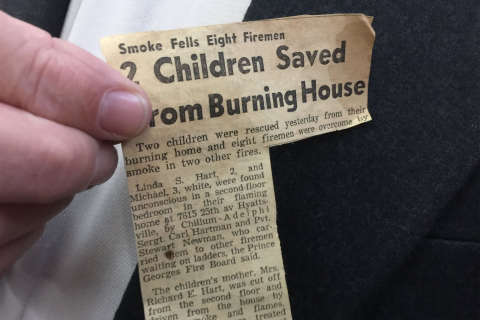 Smoke Fells Eight Firemen
2 Children Saved
From Burning House
Two children were rescued yesterday from their
burning home and eight firemen were overcome by
smoke in two other fires.
Linda S. Hart, 2, and
Michael, 3, white, were found
unconscious in a second-floor
bedroom in their flaming
home at 7815 25th av Hyatts-
ville, by Chillum-Adelphi
Sergt. Carl Hartman and Pvt.
Stewart Newman, who car-
ried them to other firemen
waiting on ladders, the Prince
Georges Fire Board said.
The children's mother, Mrs.
Richard E. Hart, was cut off
from the second floor and
driven from the house by
smoke and flames,
treated